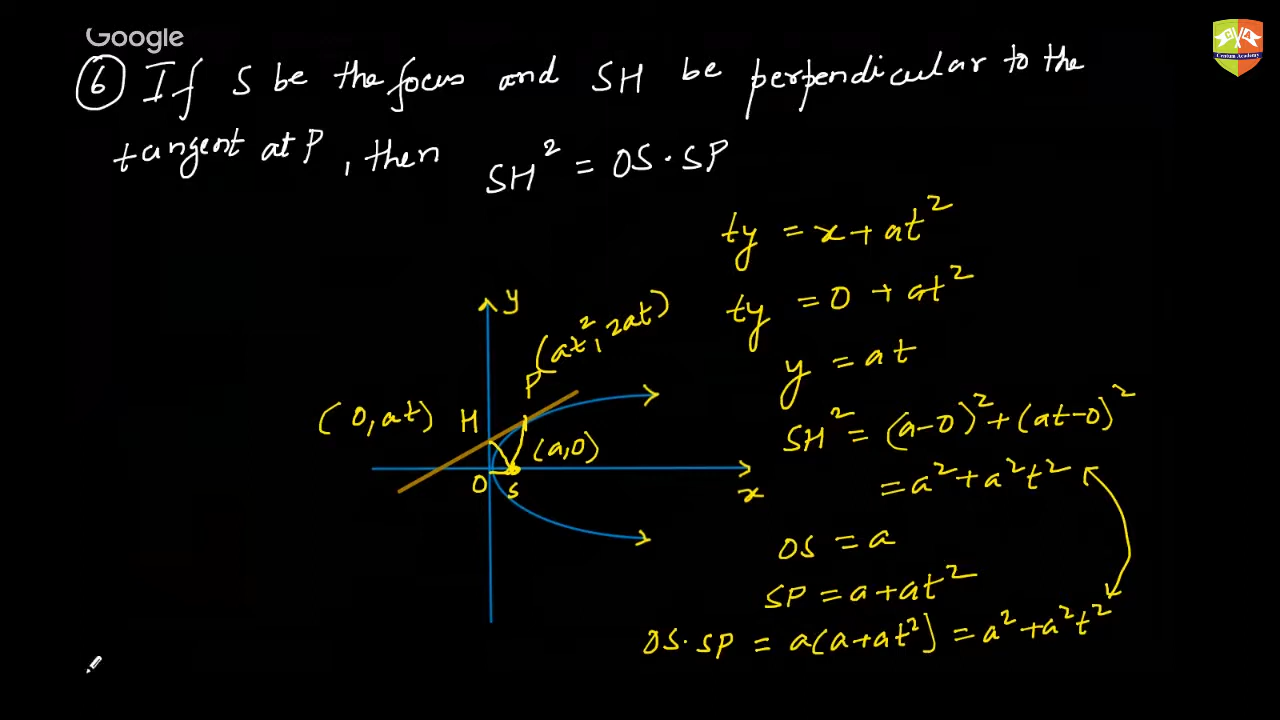 Google
⑥ If S be the focus and SH be perpendicular to the
tangent at P, then SH² = OS·SP
ty = x + at²
ty = 0 + at²
y = at
SH² = (a-0)² + (at-0)²
= a² + a²t²
OS = a
SP = a + at²
OS·SP = a(a+at²) = a² + a²t²
y
(at², 2at)
P
(0, at) H
(a,0)
O S
x